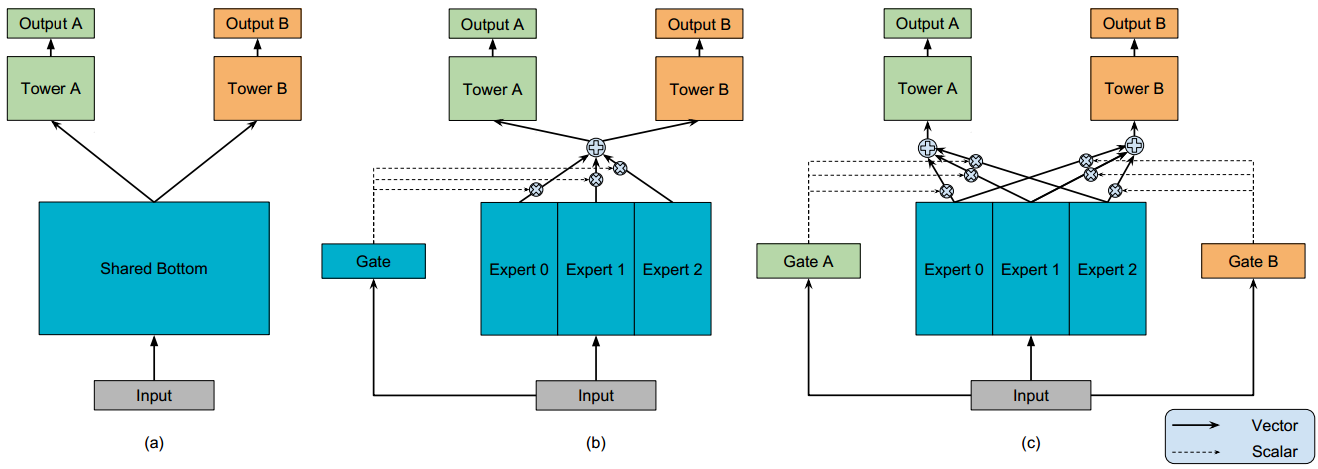 Output A
Output B
Tower A
Tower B
Shared Bottom
Input
(a)
Output A
Output B
Tower A
Tower B
Gate
Expert 0
Expert 1
Expert 2
Input
(b)
Output A
Output B
Tower A
Tower B
Gate A
Expert 0
Expert 1
Expert 2
Gate B
Input
(c)
Vector
Scalar